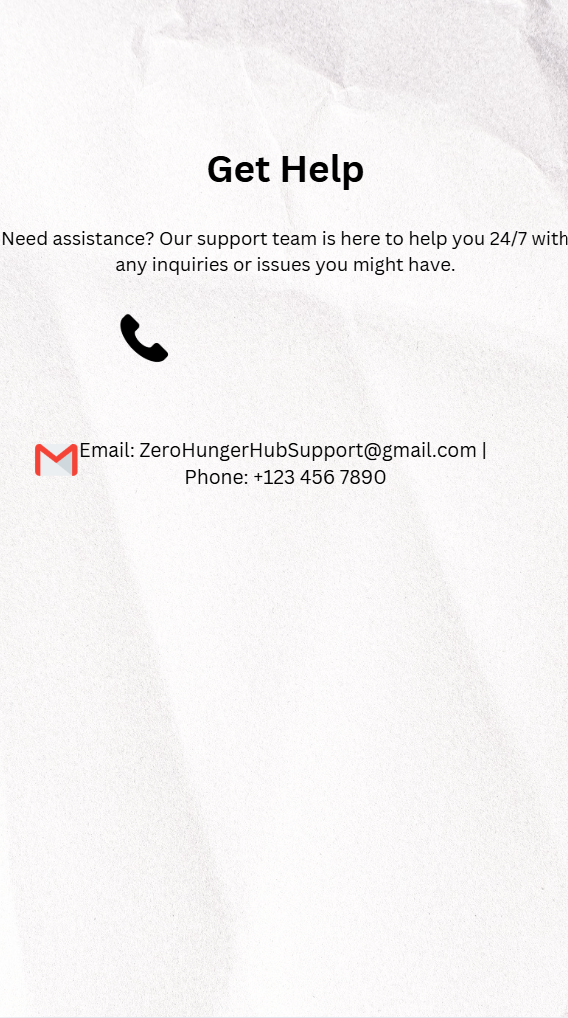 Get Help
Need assistance? Our support team is here to help you 24/7 with
any inquiries or issues you might have.
Email: ZeroHungerHubSupport@gmail.com |
Phone: +123 456 7890